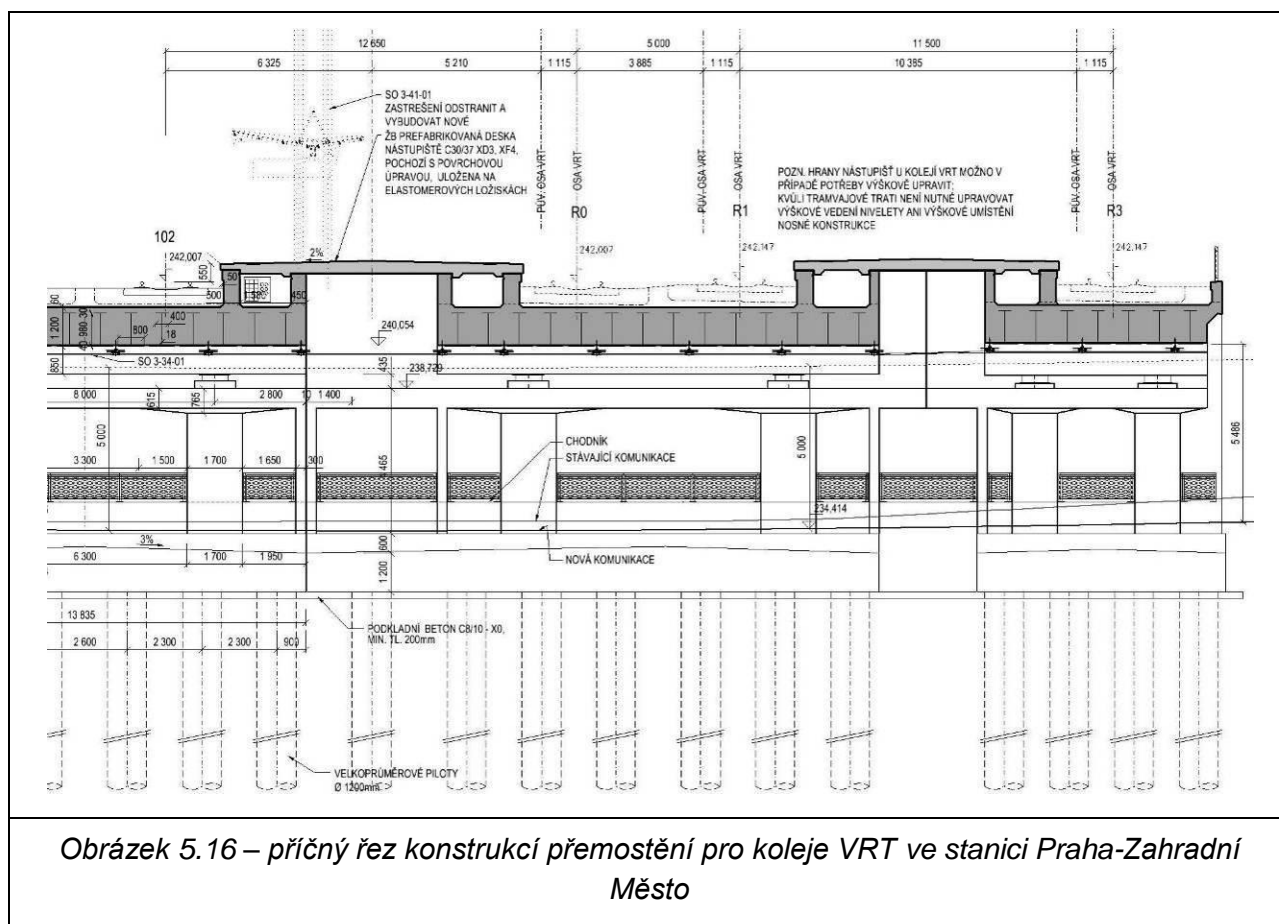 12 650
5 000
11 500
6 325
5 210
1 115
3 885
1 115
10 385
1 115
SO 3-41-01
ZASTREŠENÍ ODSTRANIT A
VYBUDOVAT NOVÉ
ŽB PREFABRIKOVANÁ DESKA
NÁSTUPIŠTĚ C30/37 XD3, XF4,
POCHOZÍ S POVRCHOVOU
ÚPRAVOU, ULOŽENA NA
ELASTOMEROVÝCH LOŽISKÁCH
PŮV. OSA VRT
OSA VRT
PŮV. OSA VRT
OSA VRT
PŮV. OSA VRT
OSA VRT
POZN. HRANY NÁSTUPIŠŤ U KOLEJÍ VRT MOŽNO V
PŘÍPADĚ POTŘEBY VÝŠKOVĚ UPRAVIT;
KVŮLI TRAMVAJOVÉ TRATI NENÍ NUTNÉ UPRAVOVAT
VÝŠKOVÉ VEDENÍ NIVELETY ANI VÝŠKOVÉ UMÍSTĚNÍ
NOSNÉ KONSTRUKCE
R0
R1
R3
102
242,007
2%
242,007
242,147
242,147
550
50
500
450
60
1 200
30
980
40
400
800
18
240,054
SO 3-34-01
850
435
238,729
8 000
615
765
2 800
10
1 400
5 000
CHODNÍK
STÁVAJÍCÍ KOMUNIKACE
5 000
5 486
3 300
1 500
1 700
1 650
300
234,414
3%
6 300
1 700
1 950
600
NOVÁ KOMUNIKACE
1 200
13 835
PODKLADNÍ BETON C8/10 - X0,
MIN. TL. 200mm
2 600
2 300
2 300
900
VELKOPRŮMĚROVÉ PILOTY
Ø 1200mm
Obrázek 5.16 – příčný řez konstrukcí přemostění pro koleje VRT ve stanici Praha-Zahradní
Město